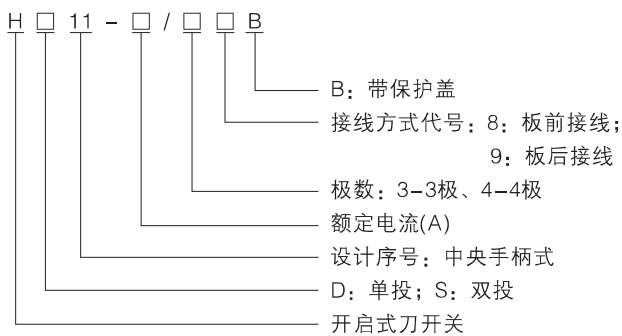 H □ 11 – □ / □ □ B
B：带保护盖
接线方式代号：8：板前接线；
9：板后接线
极数：3–3极、4–4极
额定电流(A)
设计序号：中央手柄式
D：单投；S：双投
开启式刀开关